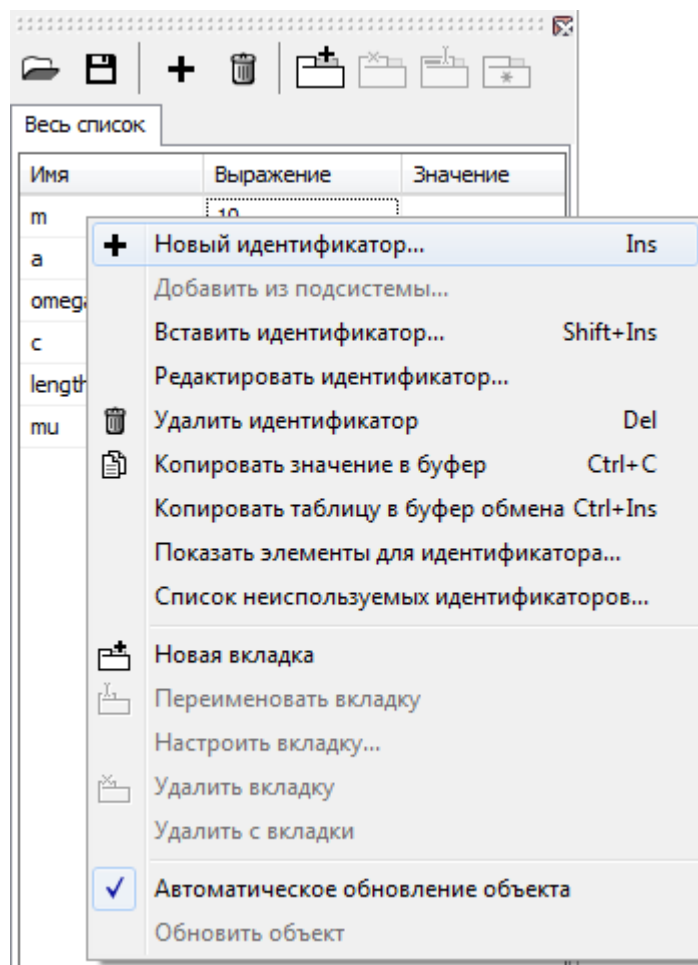 Весь список
Имя Выражение Значение
m 10
a
omega
c
length
mu
Новый идентификатор... Ins
Добавить из подсистемы...
Вставить идентификатор... Shift+Ins
Редактировать идентификатор...
Удалить идентификатор Del
Копировать значение в буфер Ctrl+C
Копировать таблицу в буфер обмена Ctrl+Ins
Показать элементы для идентификатора...
Список неиспользуемых идентификаторов...
Новая вкладка
Переименовать вкладку
Настроить вкладку...
Удалить вкладку
Удалить с вкладки
Автоматическое обновление объекта
Обновить объект